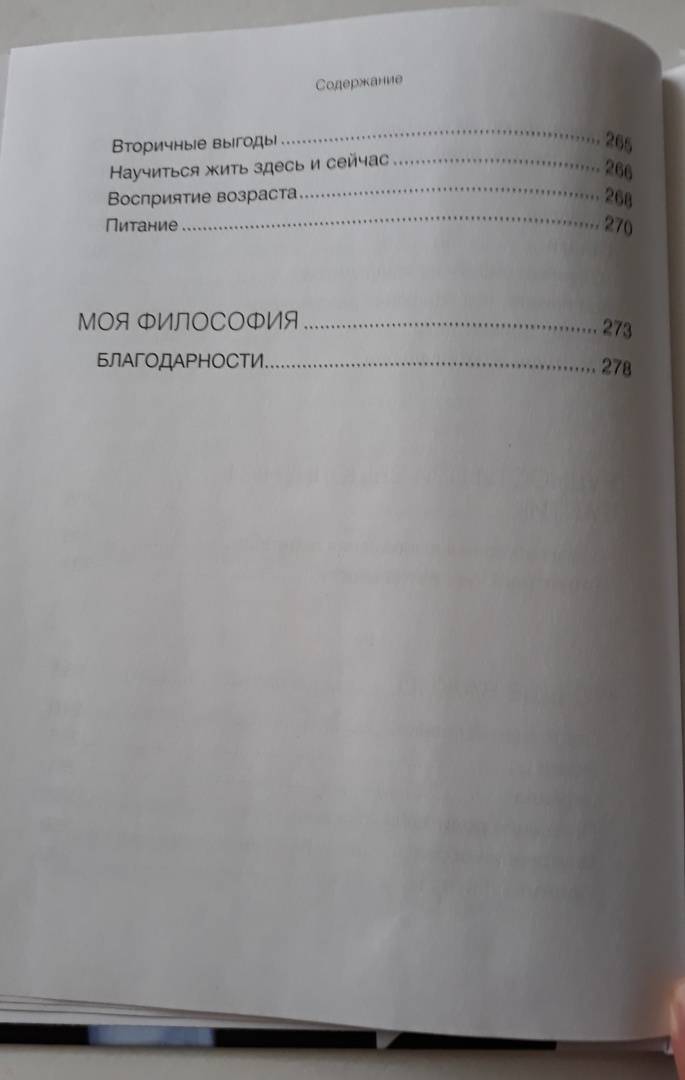 Содержание
Вторичные выгоды 265
Научиться жить здесь и сейчас 266
Восприятие возраста 268
Питание 270
МОЯ ФИЛОСОФИЯ 273
БЛАГОДАРНОСТИ 278